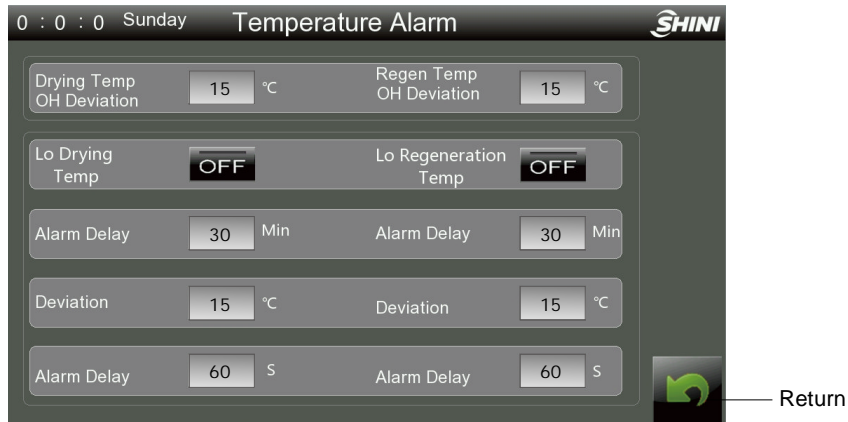 0 : 0 : 0 Sunday Temperature Alarm SHINI
Drying Temp
OH Deviation 15 ℃
Regen Temp
OH Deviation 15 ℃
Lo Drying
Temp OFF
Lo Regeneration
Temp OFF
Alarm Delay 30 Min Alarm Delay 30 Min
Deviation 15 ℃ Deviation 15 ℃
Alarm Delay 60 S Alarm Delay 60 S
Return